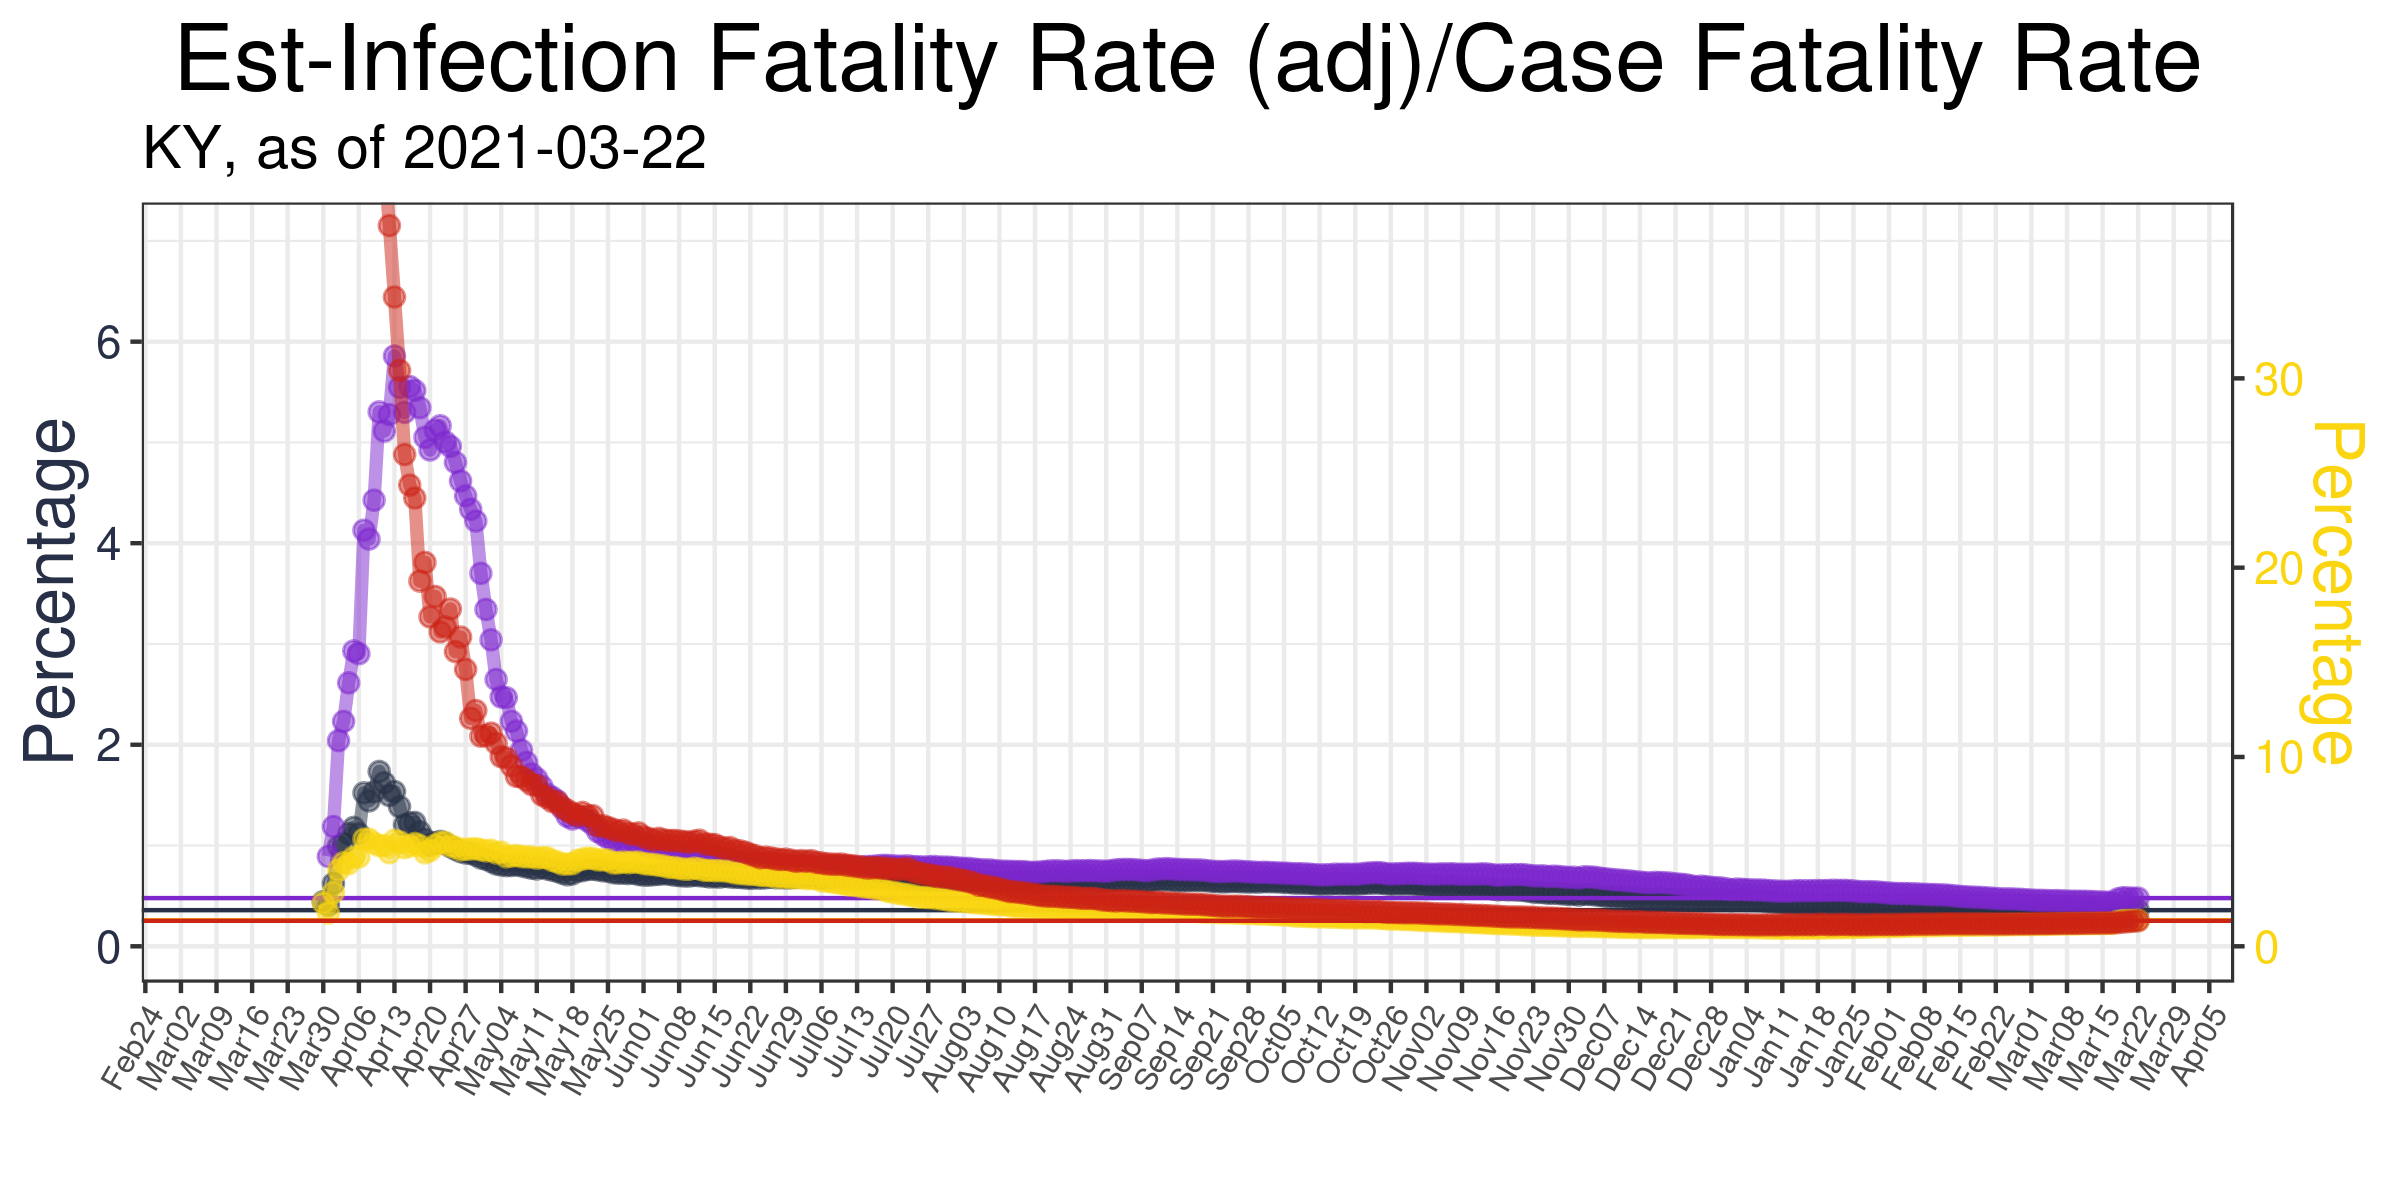 Est-Infection Fatality Rate (adj)/Case Fatality Rate
KY, as of 2021-03-22
Percentage
6
4
2
0
30
20
10
0
Percentage
Feb24
Mar02
Mar09
Mar16
Mar23
Mar30
Apr06
Apr13
Apr20
Apr27
May04
May11
May18
May25
Jun01
Jun08
Jun15
Jun22
Jun29
Jul06
Jul13
Jul20
Jul27
Aug03
Aug10
Aug17
Aug24
Aug31
Sep07
Sep14
Sep21
Sep28
Oct05
Oct12
Oct19
Oct26
Nov02
Nov09
Nov16
Nov23
Nov30
Dec07
Dec14
Dec21
Dec28
Jan04
Jan11
Jan18
Jan25
Feb01
Feb08
Feb15
Feb22
Mar01
Mar08
Mar15
Mar22
Mar29
Apr05